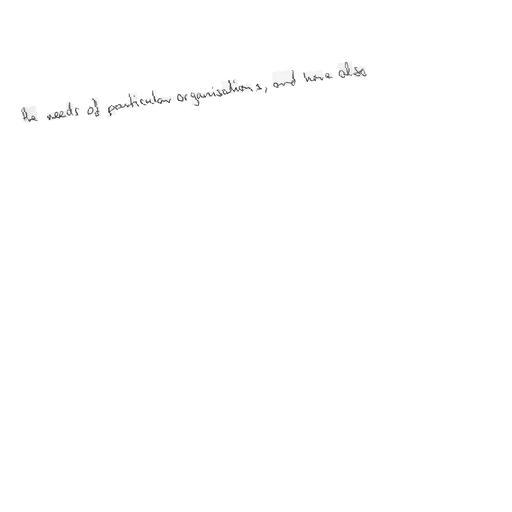 the needs of particular organisations, and have also